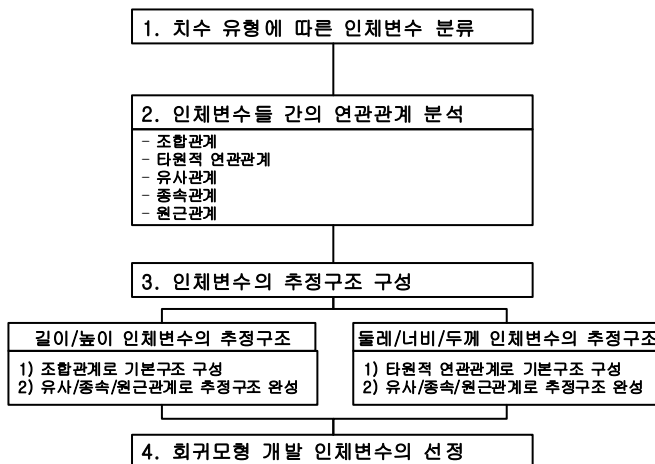 1. 치수 유형에 따른 인체변수 분류
2. 인체변수들 간의 연관관계 분석
- 조합관계
- 타원적 연관관계
- 유사관계
- 종속관계
- 원근관계
3. 인체변수의 추정구조 구성
길이/높이 인체변수의 추정구조
1) 조합관계로 기본구조 구성
2) 유사/종속/원근관계로 추정구조 완성
둘레/너비/두께 인체변수의 추정구조
1) 타원적 연관관계로 기본구조 구성
2) 유사/종속/원근관계로 추정구조 완성
4. 회귀모형 개발 인체변수의 선정